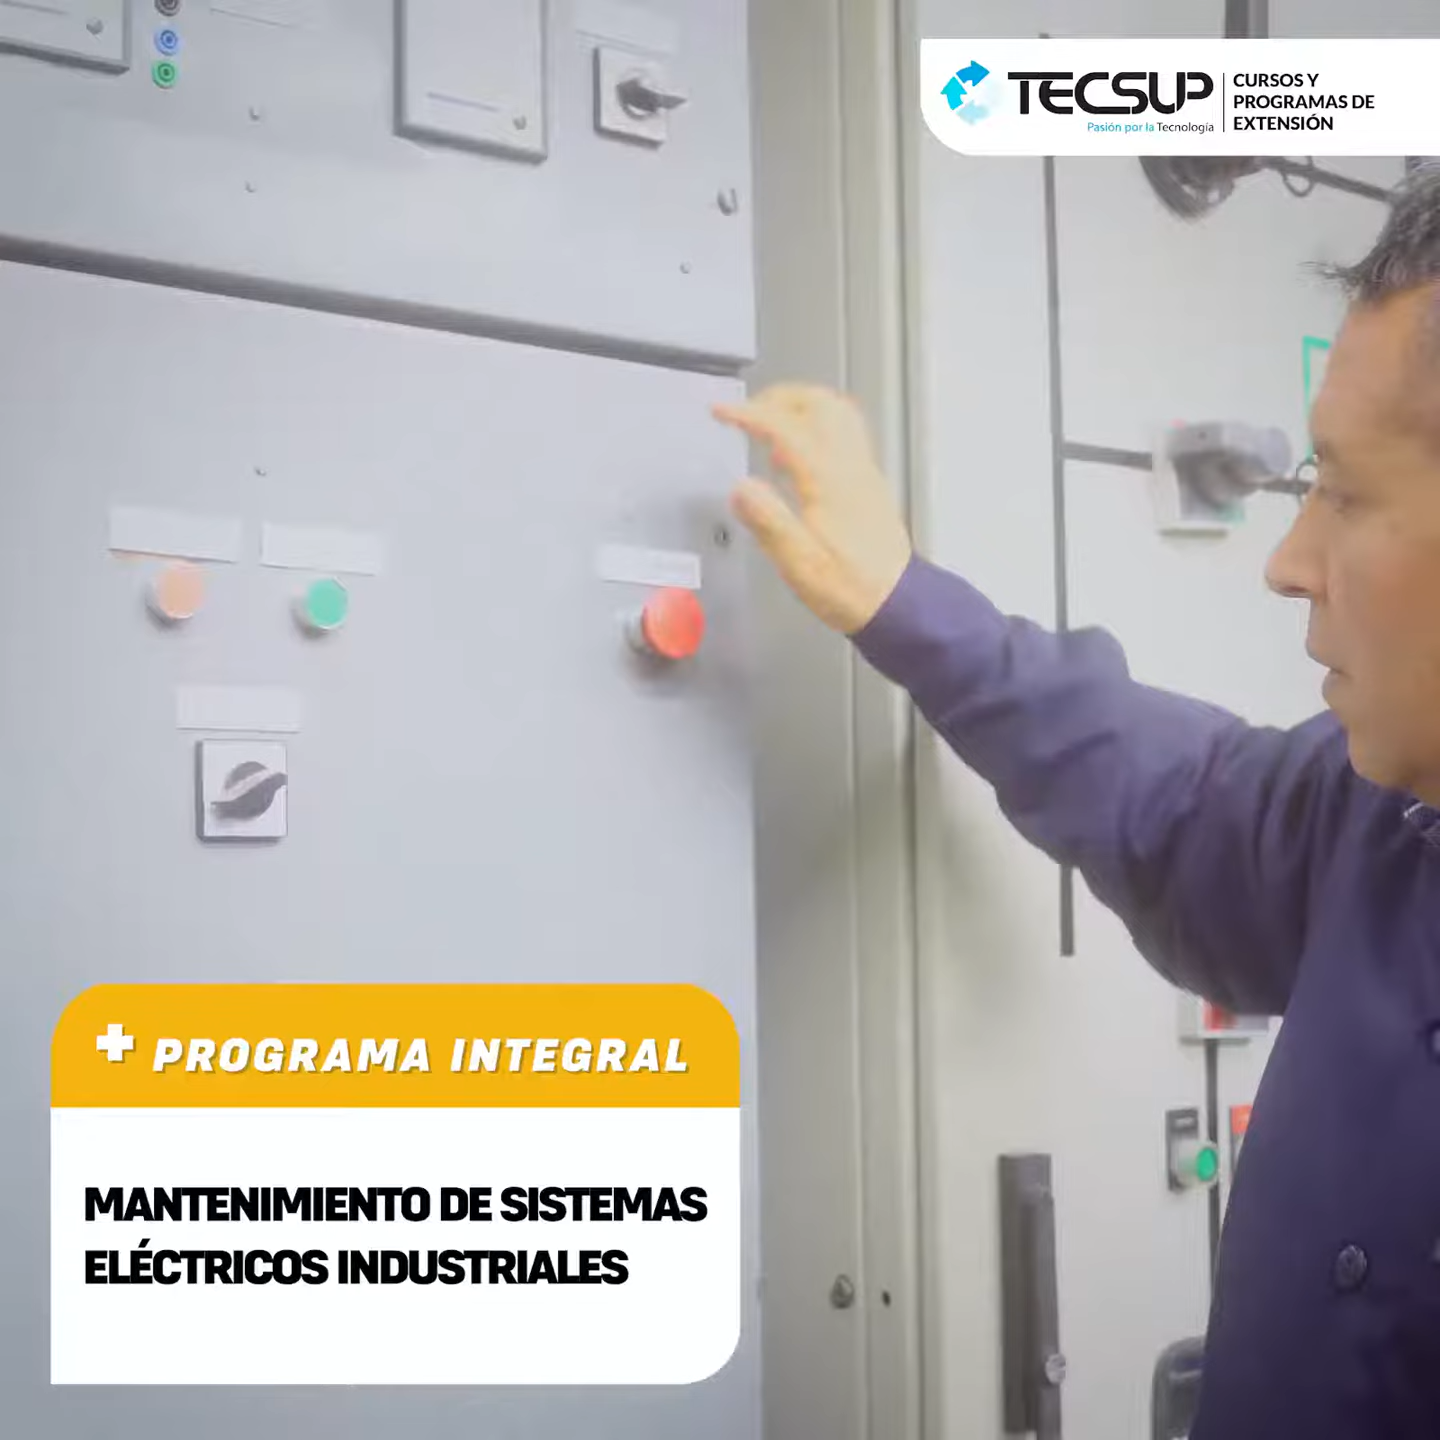 TECSUP
Pasión por la Tecnología
CURSOS Y
PROGRAMAS DE
EXTENSIÓN
PROGRAMA INTEGRAL
MANTENIMIENTO DE SISTEMAS
ELÉCTRICOS INDUSTRIALES